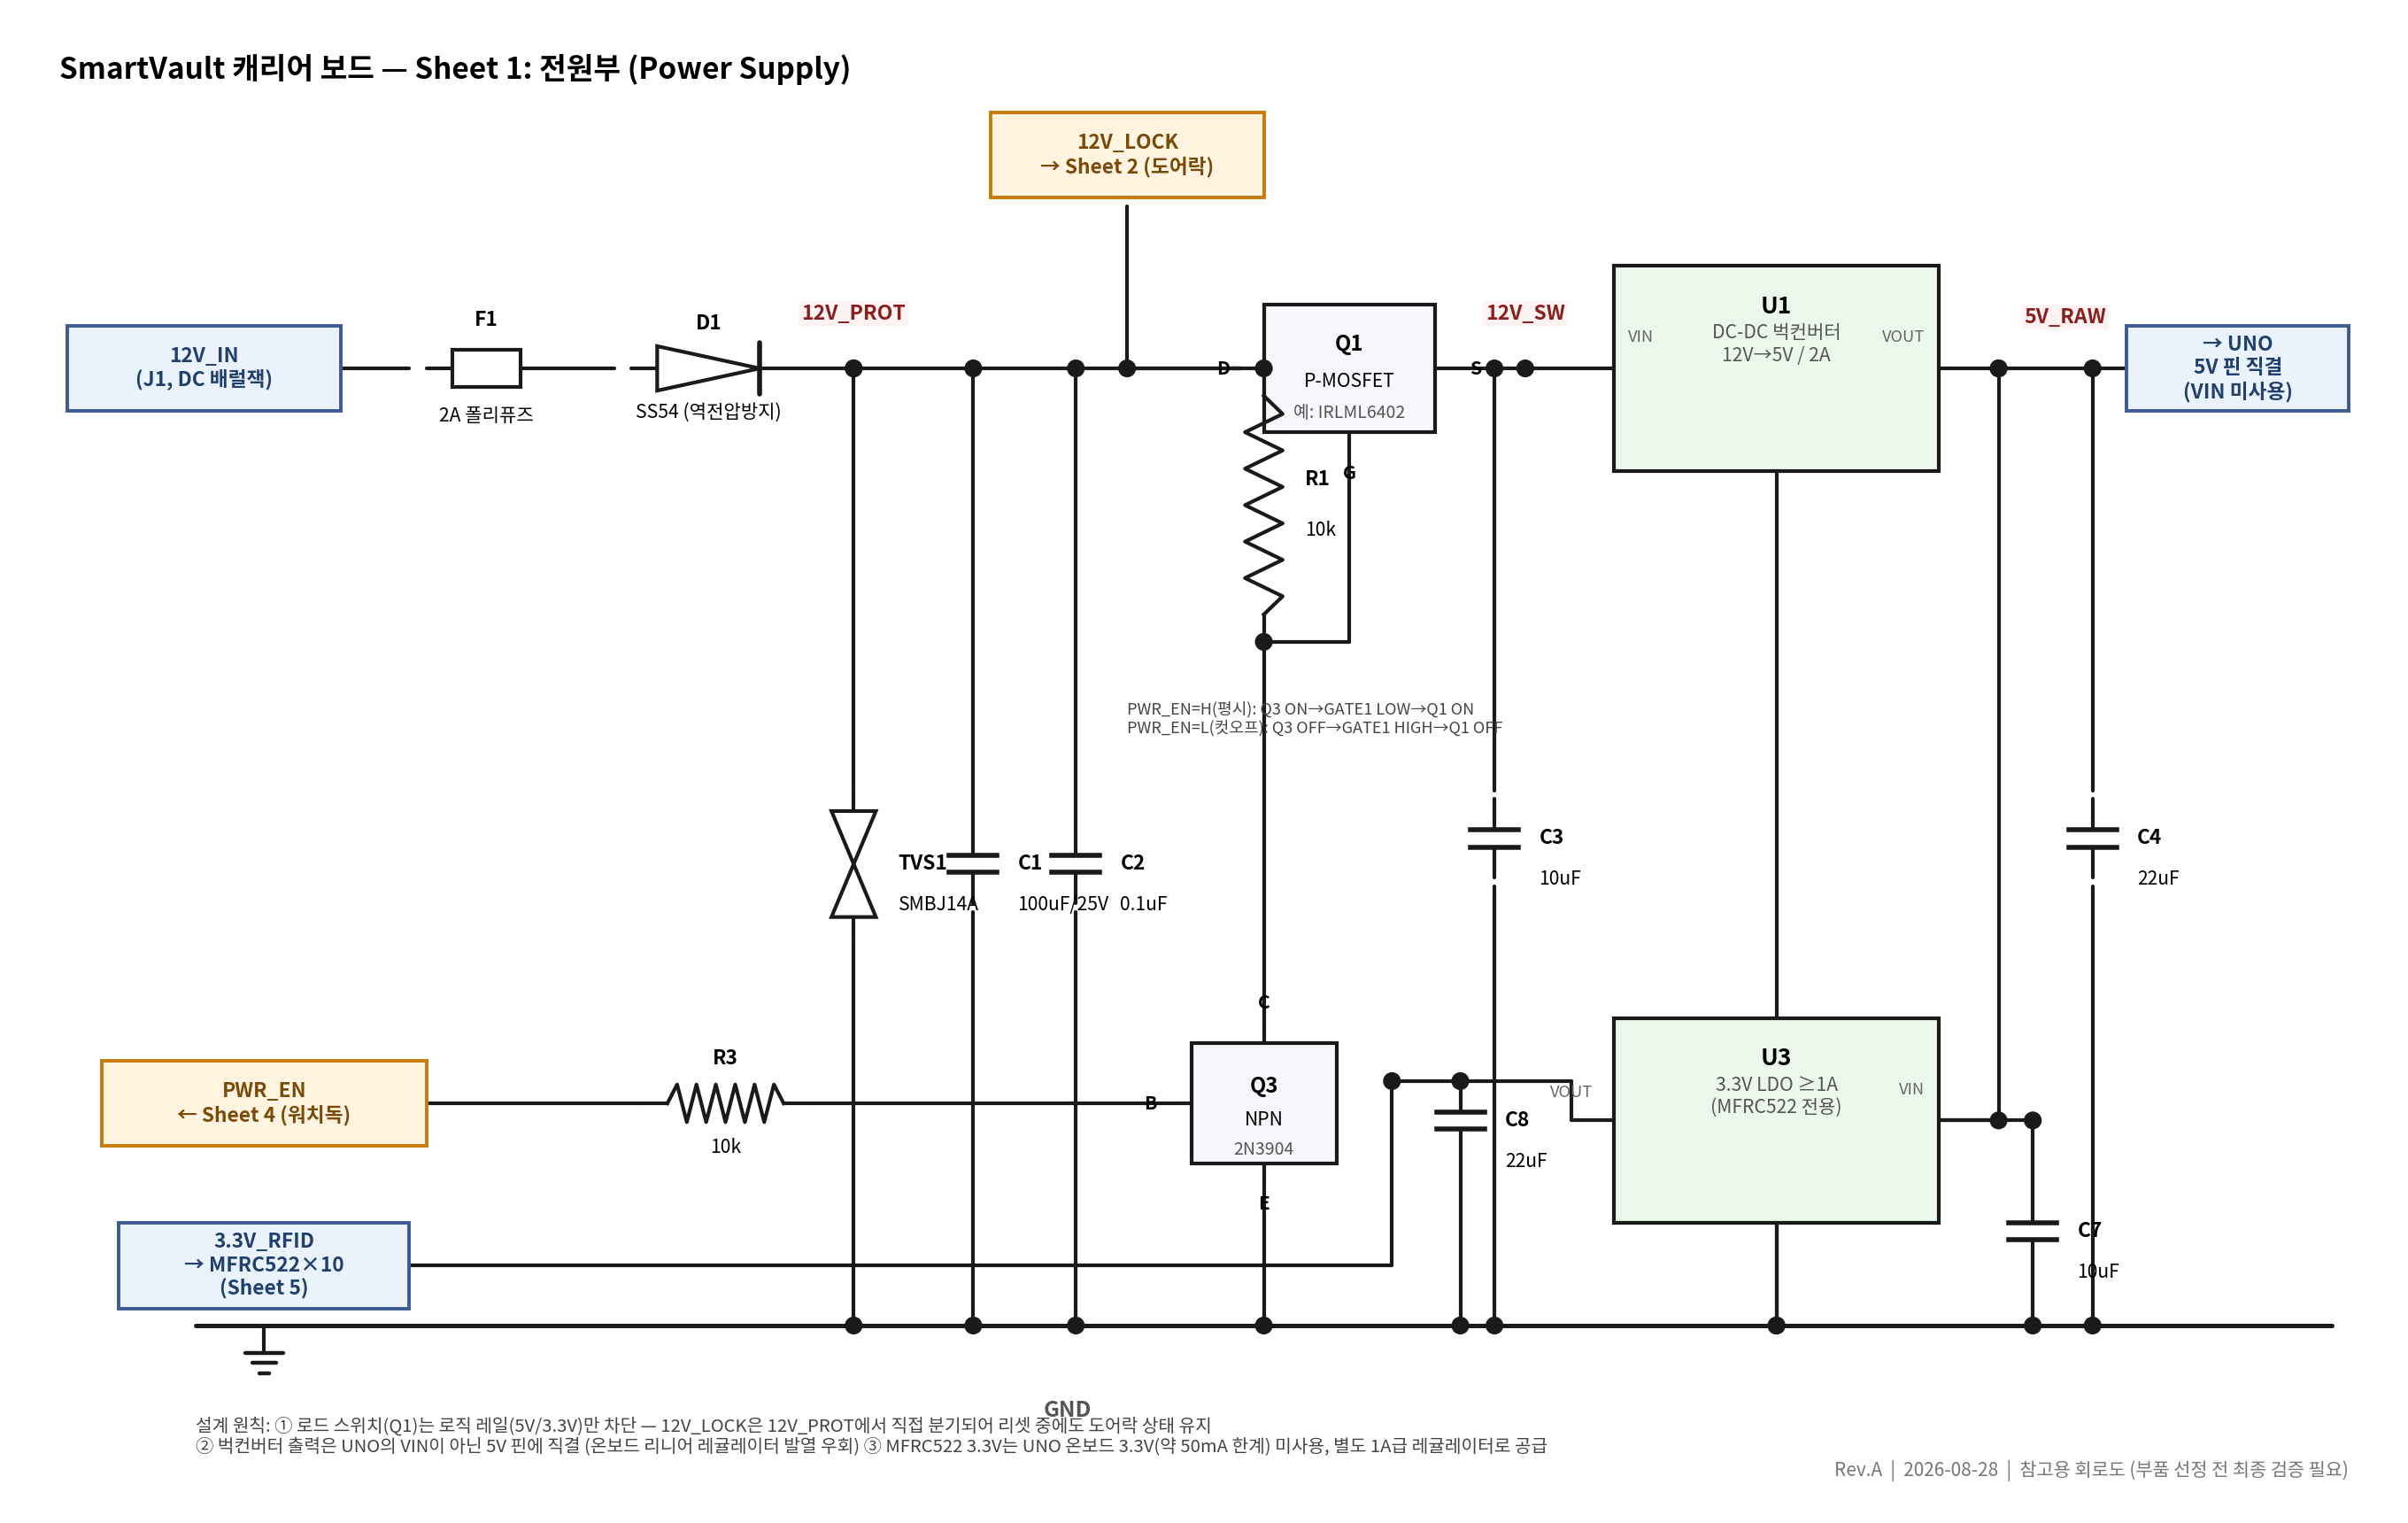 SmartVault 캐리어 보드 — Sheet 1: 전원부 (Power Supply)
12V_LOCK
→ Sheet 2 (도어락)
12V_IN
(J1, DC 배럴잭)
F1
2A 폴리퓨즈
D1
SS54 (역전압방지)
12V_PROT
D
Q1
P-MOSFET
예: IRLML6402
S
G
12V_SW
U1
DC-DC 벅컨버터
12V→5V / 2A
VIN
VOUT
5V_RAW
→ UNO
5V 핀 직결
(VIN 미사용)
R1
10k
PWR_EN=H(평시): Q3 ON→GATE1 LOW→Q1 ON
PWR_EN=L(컷오프): Q3 OFF→GATE1 HIGH→Q1 OFF
TVS1
SMBJ14A
C1
100uF/25V
C2
0.1uF
C3
10uF
C4
22uF
PWR_EN
← Sheet 4 (워치독)
R3
10k
C
B
Q3
NPN
2N3904
E
C8
22uF
VOUT
U3
3.3V LDO ≥1A
(MFRC522 전용)
VIN
C7
10uF
3.3V_RFID
→ MFRC522×10
(Sheet 5)
GND
설계 원칙: ① 로드 스위치(Q1)는 로직 레일(5V/3.3V)만 차단 — 12V_LOCK은 12V_PROT에서 직접 분기되어 리셋 중에도 도어락 상태 유지
② 벅컨버터 출력은 UNO의 VIN이 아닌 5V 핀에 직결 (온보드 리니어 레귤레이터 발열 우회) ③ MFRC522 3.3V는 UNO 온보드 3.3V(약 50mA 한계) 미사용, 별도 1A급 레귤레이터로 공급
Rev.A | 2026-08-28 | 참고용 회로도 (부품 선정 전 최종 검증 필요)